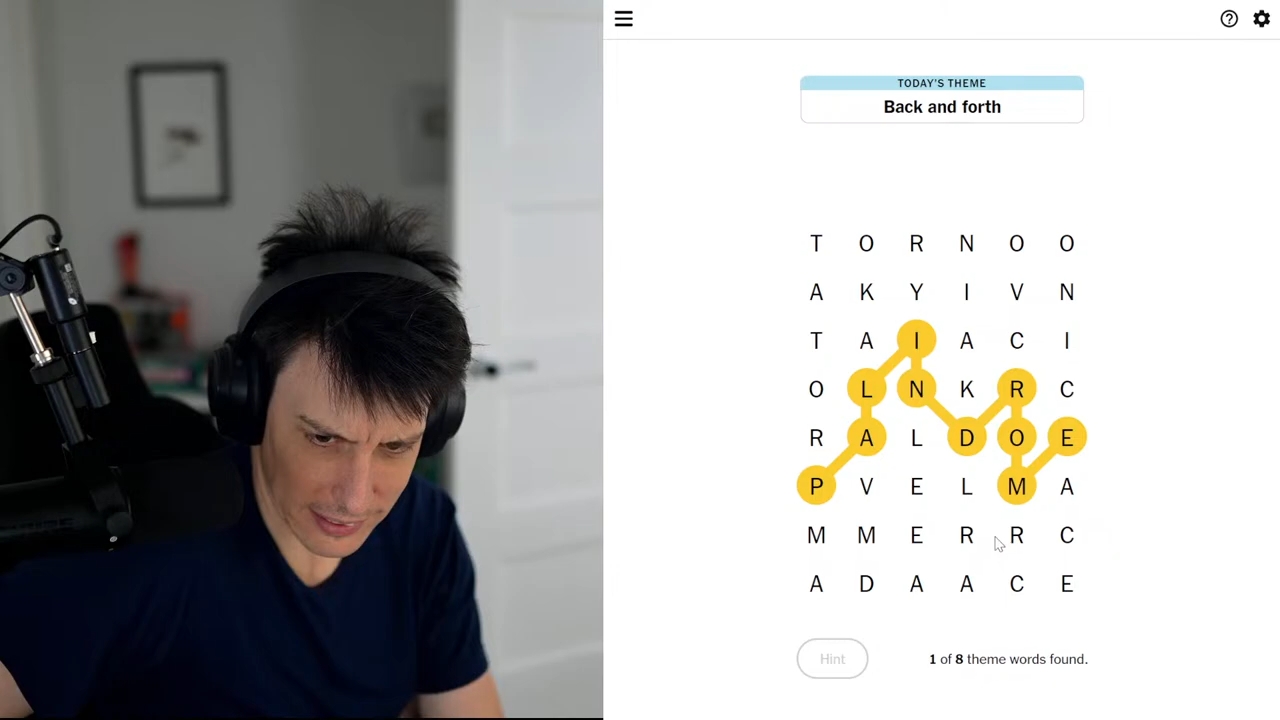 TODAY'S THEME
Back and forth
T O R N O O
A K Y I V N
T A I A C I
O L N K R C
R A L D O E
P V E L M A
M M E R R C
A D A A C E
Hint
1 of 8 theme words found.